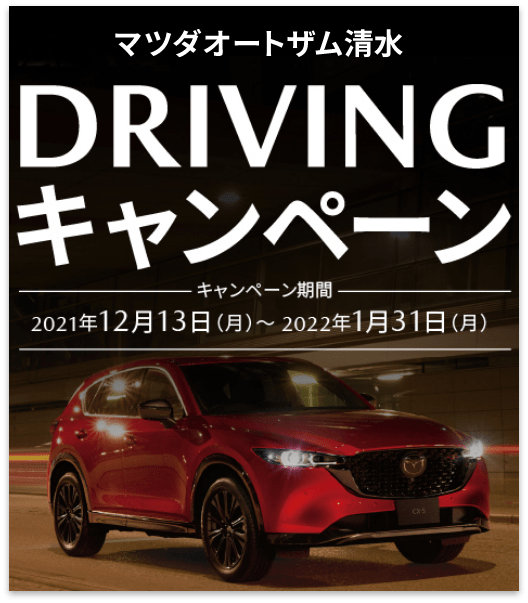 マツダオートザム清水
DRIVING
キャンペーン
キャンペーン期間
2021年12月13日(月)~ 2022年1月31日(月)
CX-5